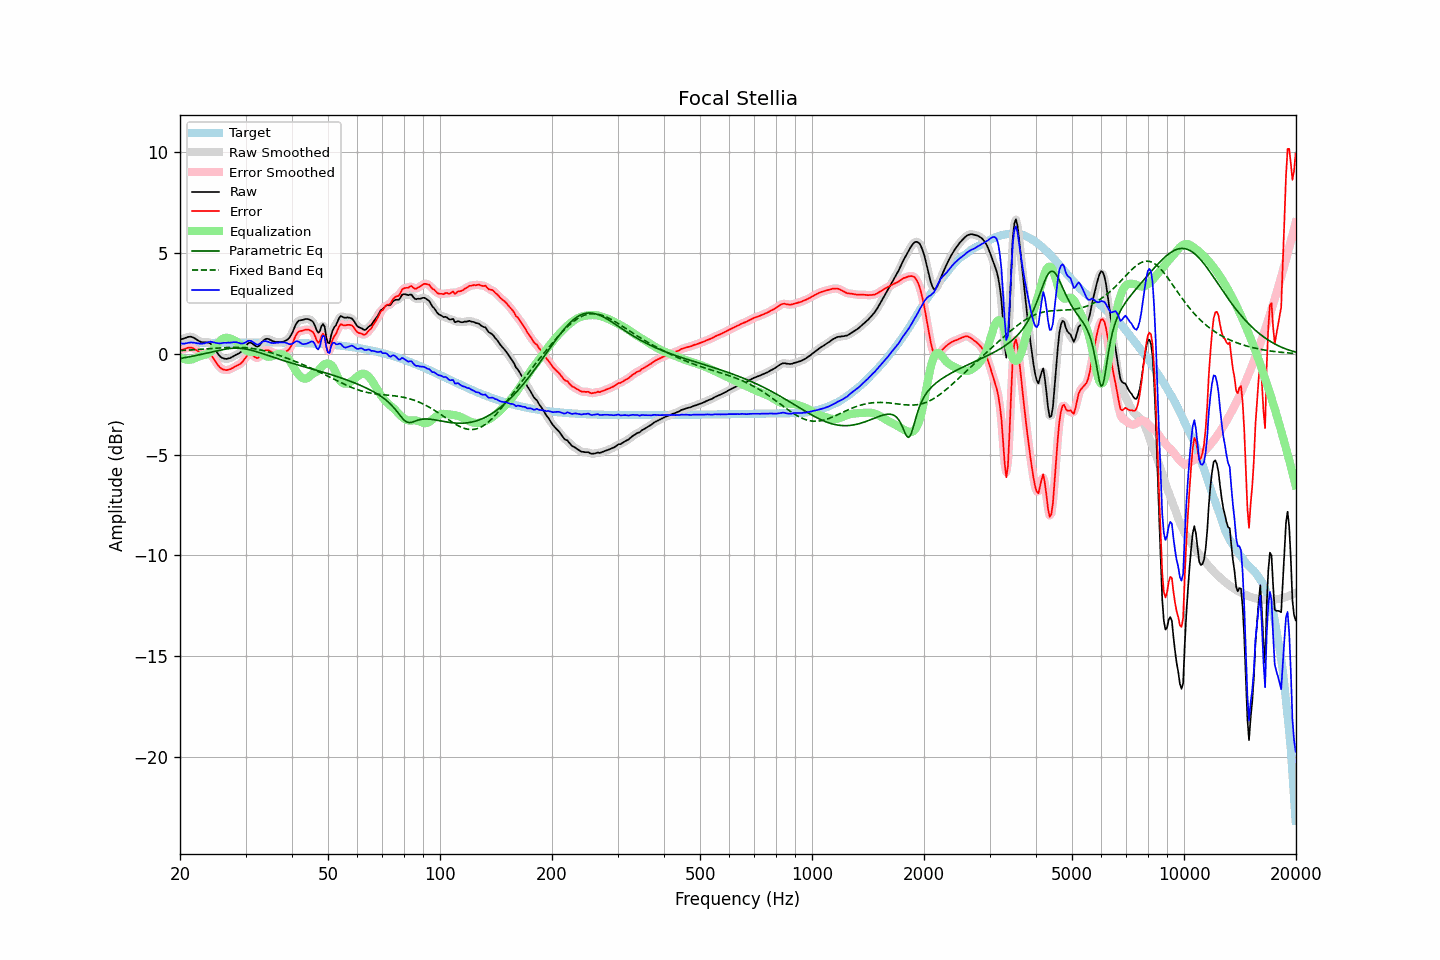 Focal Stellia
Target
Raw Smoothed
Error Smoothed
Raw
Error
Equalization
Parametric Eq
Fixed Band Eq
Equalized
10
5
0
−5
−10
−15
−20
Amplitude (dBr)
20 50 100 200 500 1000 2000 5000 10000 20000
Frequency (Hz)